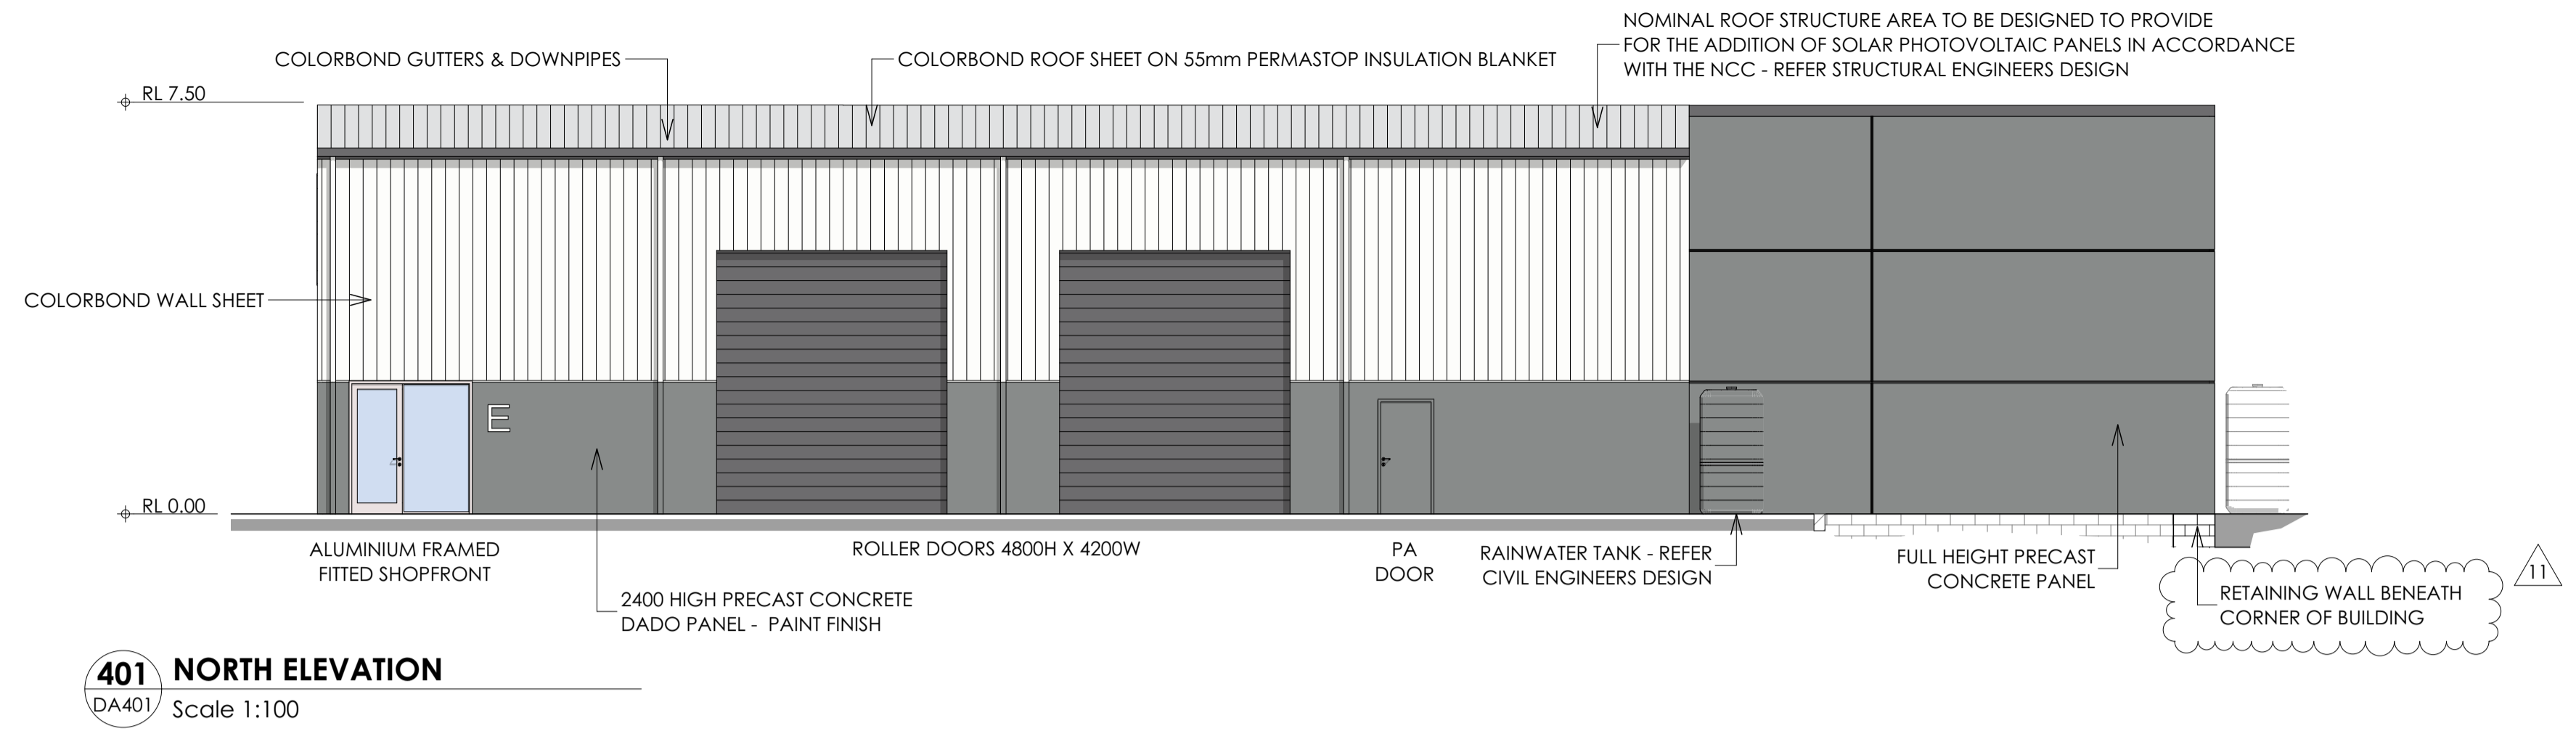 NOMINAL ROOF STRUCTURE AREA TO BE DESIGNED TO PROVIDE
FOR THE ADDITION OF SOLAR PHOTOVOLTAIC PANELS IN ACCORDANCE
WITH THE NCC - REFER STRUCTURAL ENGINEERS DESIGN
COLORBOND GUTTERS & DOWNPIPES
COLORBOND ROOF SHEET ON 55mm PERMASTOP INSULATION BLANKET
RL 7.50
COLORBOND WALL SHEET
E
RL 0.00
ALUMINIUM FRAMED
FITTED SHOPFRONT
2400 HIGH PRECAST CONCRETE
DADO PANEL - PAINT FINISH
ROLLER DOORS 4800H X 4200W
PA
DOOR
RAINWATER TANK - REFER
CIVIL ENGINEERS DESIGN
FULL HEIGHT PRECAST
CONCRETE PANEL
RETAINING WALL BENEATH
CORNER OF BUILDING
11
401
DA401
NORTH ELEVATION
Scale 1:100